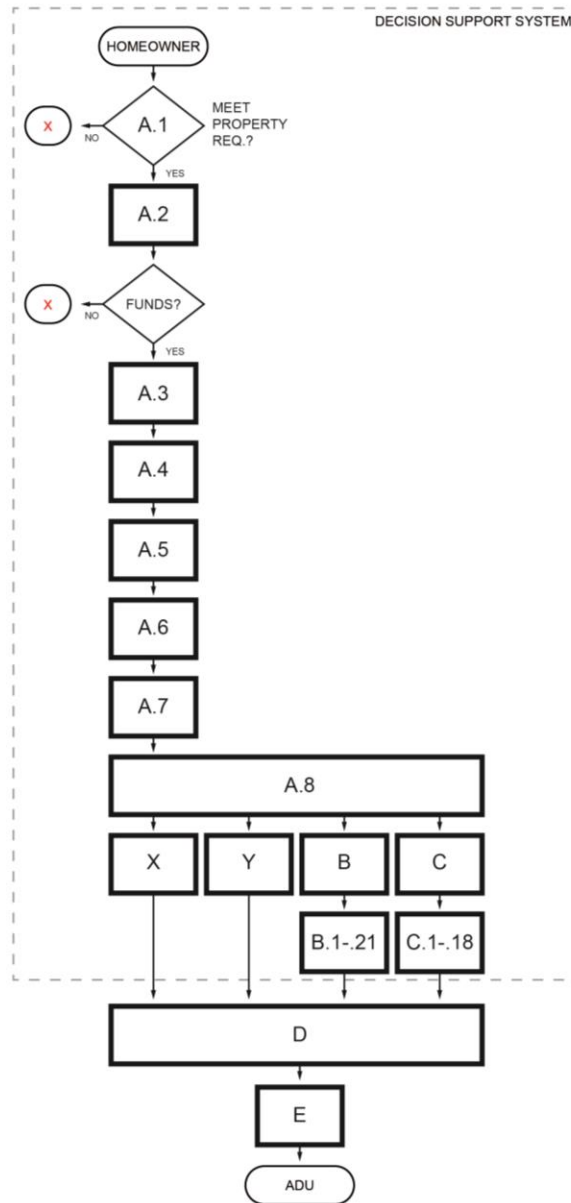 DECISION SUPPORT SYSTEM
HOMEOWNER
X
NO
A.1
MEET
PROPERTY
REQ.?
YES
A.2
X
NO
FUNDS?
YES
A.3
A.4
A.5
A.6
A.7
A.8
X Y B C
B.1-.21 C.1-.18
D
E
ADU